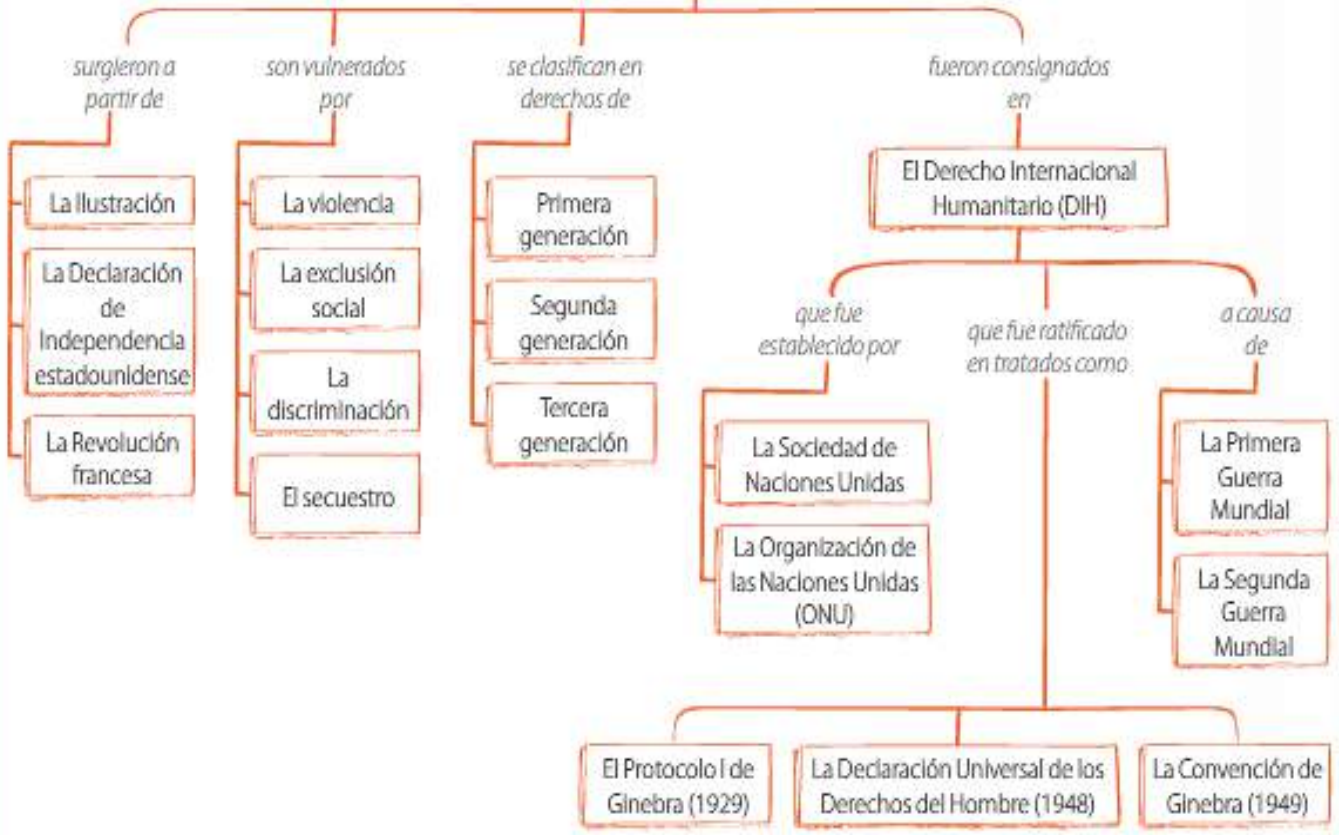 surgieron a
partir de
La Ilustración
La Declaración
de
Independencia
estadounidense
La Revolución
francesa
son vulnerados
por
La violencia
La exclusión
social
La
discriminación
El secuestro
se clasifican en
derechos de
Primera
generación
Segunda
generación
Tercera
generación
fueron consignados
en
El Derecho Internacional
Humanitario (DIH)
que fue
establecido por
La Sociedad de
Naciones Unidas
La Organización de
las Naciones Unidas
(ONU)
que fue ratificado
en tratados como
El Protocolo I de
Ginebra (1929)
La Declaración Universal de los
Derechos del Hombre (1948)
La Convención de
Ginebra (1949)
a causa
de
La Primera
Guerra
Mundial
La Segunda
Guerra
Mundial